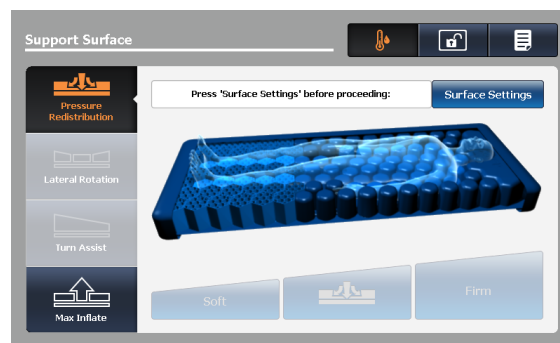 Support Surface
Pressure
Redistribution
Press 'Surface Settings' before proceeding:
Surface Settings
Lateral Rotation
Turn Assist
Max Inflate
Soft
Firm